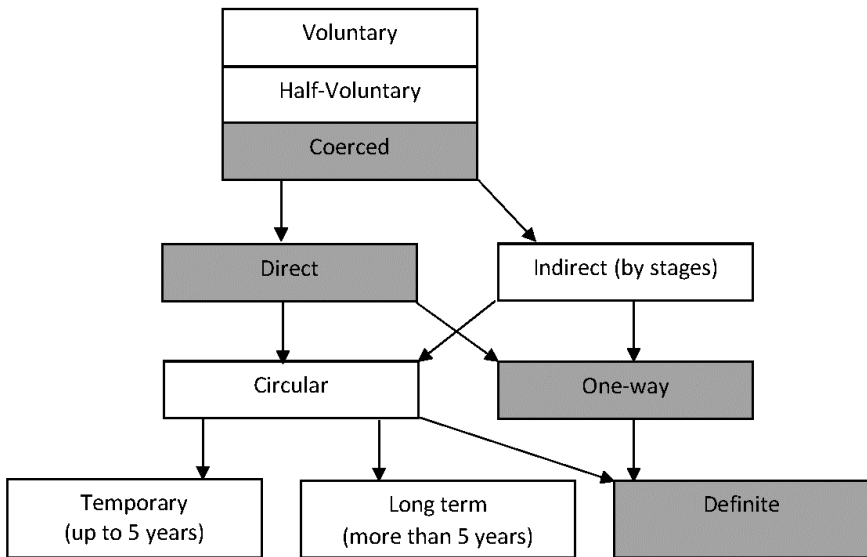 Voluntary
Half-Voluntary
Coerced
Direct
Indirect (by stages)
Circular
One-way
Temporary
(up to 5 years)
Long term
(more than 5 years)
Definite